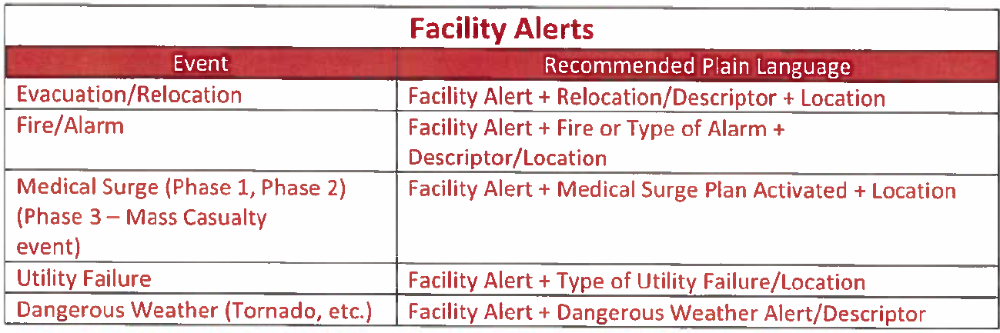 Facility Alerts
Event
Recommended Plain Language
Evacuation/Relocation
Facility Alert + Relocation/Descriptor + Location
Fire/Alarm
Facility Alert + Fire or Type of Alarm +
Descriptor/Location
Medical Surge (Phase 1, Phase 2)
(Phase 3 – Mass Casualty
event)
Facility Alert + Medical Surge Plan Activated + Location
Utility Failure
Facility Alert + Type of Utility Failure/Location
Dangerous Weather (Tornado, etc.)
Facility Alert + Dangerous Weather Alert/Descriptor